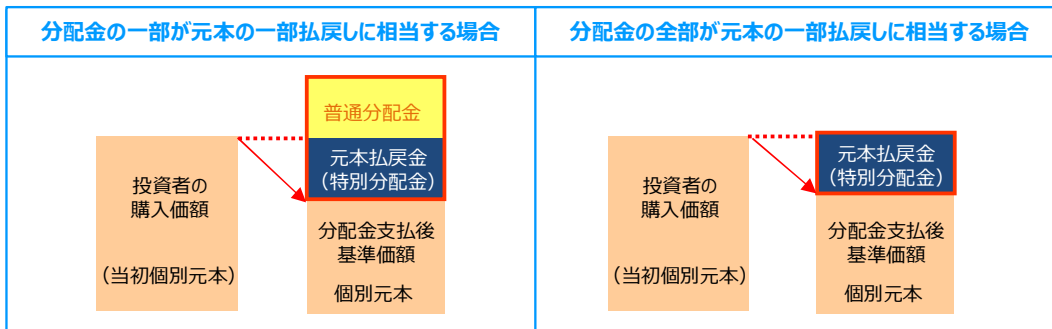 分配金の一部が元本の一部払戻しに相当する場合
普通分配金
元本払戻金
(特別分配金)
投資者の
購入価額
(当初個別元本)
分配金支払後
基準価額
個別元本
分配金の全部が元本の一部払戻しに相当する場合
元本払戻金
(特別分配金)
投資者の
購入価額
(当初個別元本)
分配金支払後
基準価額
個別元本